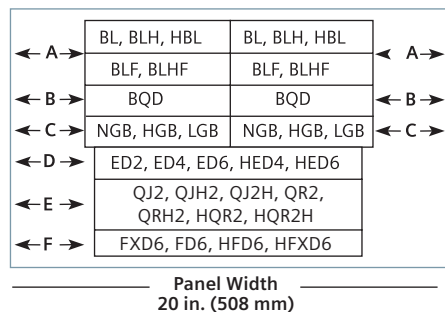 BL, BLH, HBL BL, BLH, HBL
A A
BLF, BLHF BLF, BLHF
B BQD BQD B
C NGB, HGB, LGB NGB, HGB, LGB C
D ED2, ED4, ED6, HED4, HED6
QJ2, QJH2, QJ2H, QR2,
E
QRH2, HQR2, HQR2H
F FXD6, FD6, HFD6, HFXD6
Panel Width
20 in. (508 mm)